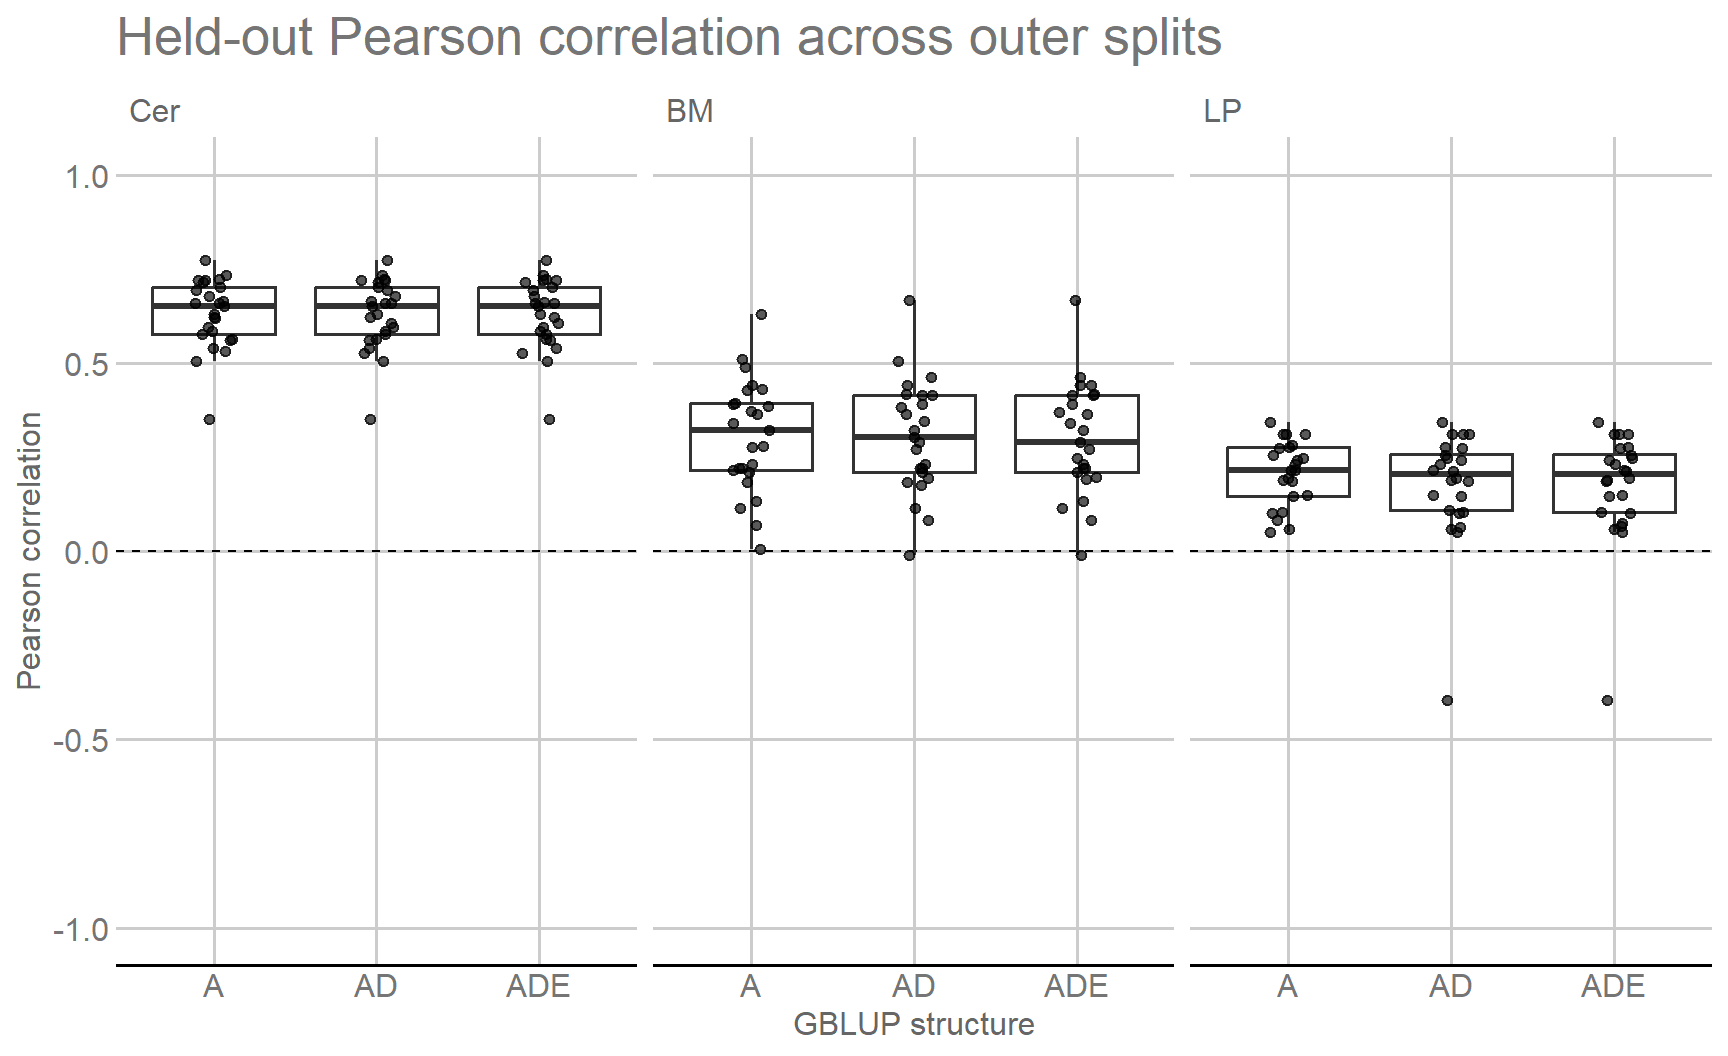 Held-out Pearson correlation across outer splits
Cer BM LP
1.0
0.5
0.0
-0.5
-1.0
Pearson correlation
A AD ADE A AD ADE A AD ADE
GBLUP structure